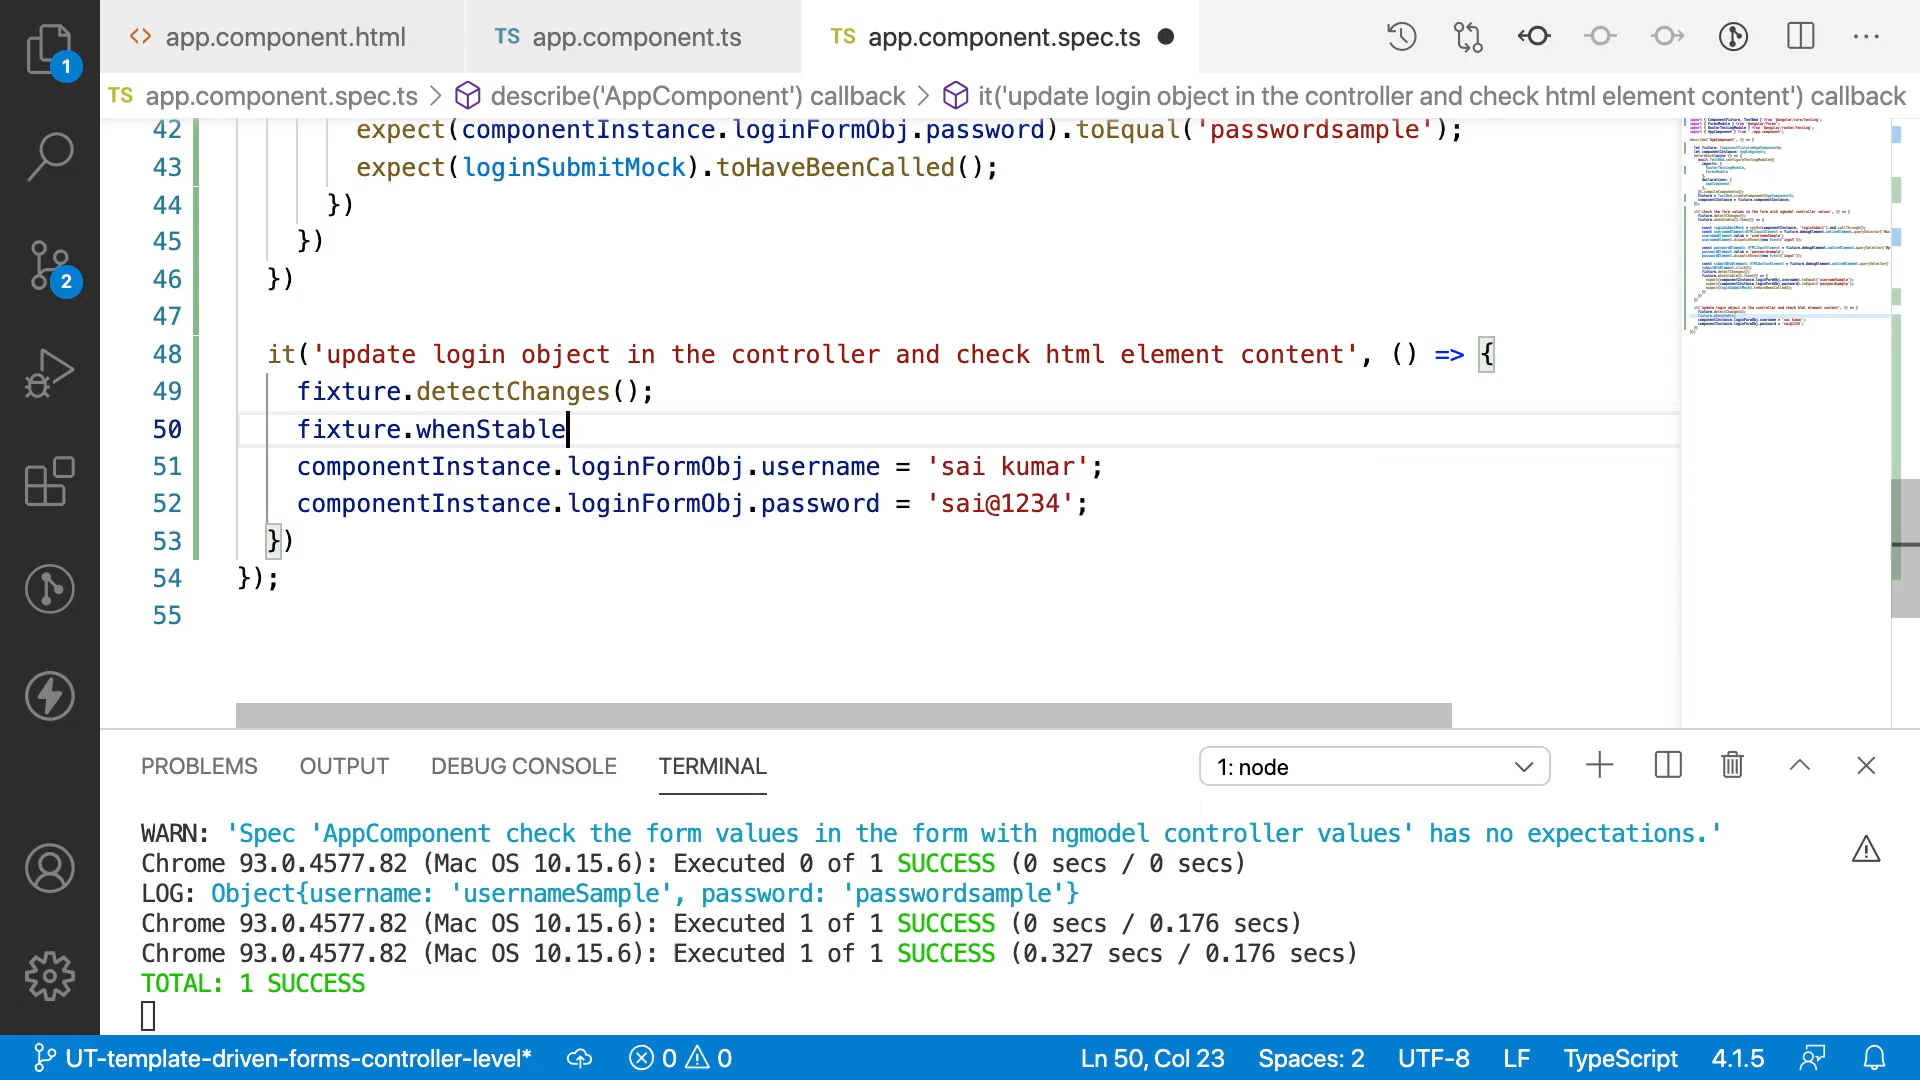 app.component.html
TS app.component.ts
TS app.component.spec.ts
TS app.component.spec.ts > describe('AppComponent') callback > it('update login object in the controller and check html element content') callback
42 expect(componentInstance.loginFormObj.password).toEqual('passwordsample');
43 expect(loginSubmitMock).toHaveBeenCalled();
44 })
45 })
46 })
47
48 it('update login object in the controller and check html element content', () => {
49 fixture.detectChanges();
50 fixture.whenStable
51 componentInstance.loginFormObj.username = 'sai kumar';
52 componentInstance.loginFormObj.password = 'sai@1234';
53 })
54 });
55
1
2
PROBLEMS OUTPUT DEBUG CONSOLE TERMINAL 1: node
WARN: 'Spec 'AppComponent check the form values in the form with ngmodel controller values' has no expectations.'
Chrome 93.0.4577.82 (Mac OS 10.15.6): Executed 0 of 1 SUCCESS (0 secs / 0 secs)
LOG: Object{username: 'usernameSample', password: 'passwordsample'}
Chrome 93.0.4577.82 (Mac OS 10.15.6): Executed 1 of 1 SUCCESS (0 secs / 0.176 secs)
Chrome 93.0.4577.82 (Mac OS 10.15.6): Executed 1 of 1 SUCCESS (0.327 secs / 0.176 secs)
TOTAL: 1 SUCCESS
UT-template-driven-forms-controller-level* 0 0 Ln 50, Col 23 Spaces: 2 UTF-8 LF TypeScript 4.1.5